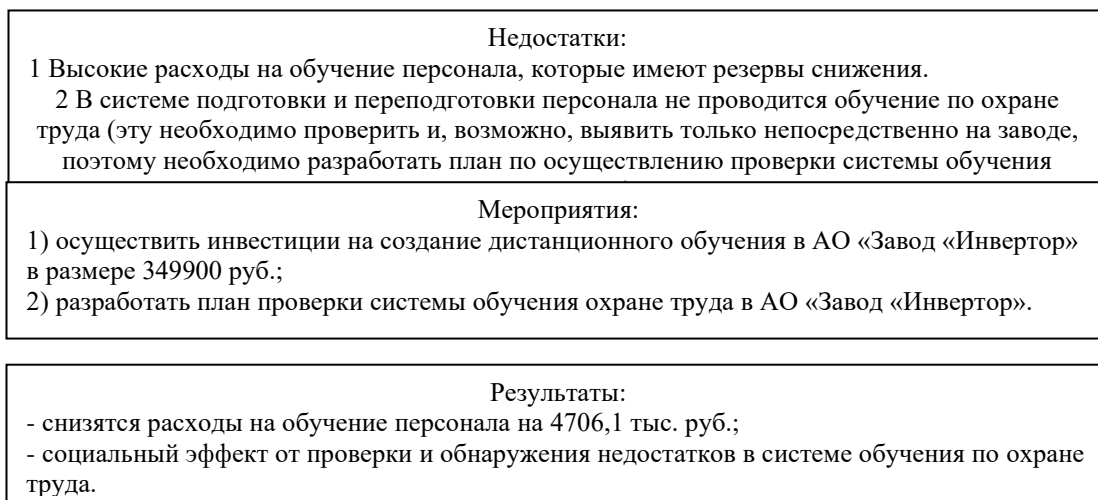 Недостатки:
1 Высокие расходы на обучение персонала, которые имеют резервы снижения.
2 В системе подготовки и переподготовки персонала не проводится обучение по охране
труда (эту необходимо проверить и, возможно, выявить только непосредственно на заводе,
поэтому необходимо разработать план по осуществлению проверки системы обучения
Мероприятия:
1) осуществить инвестиции на создание дистанционного обучения в АО «Завод «Инвертор»
в размере 349900 руб.;
2) разработать план проверки системы обучения охране труда в АО «Завод «Инвертор».
Результаты:
- снизятся расходы на обучение персонала на 4706,1 тыс. руб.;
- социальный эффект от проверки и обнаружения недостатков в системе обучения по охране
труда.